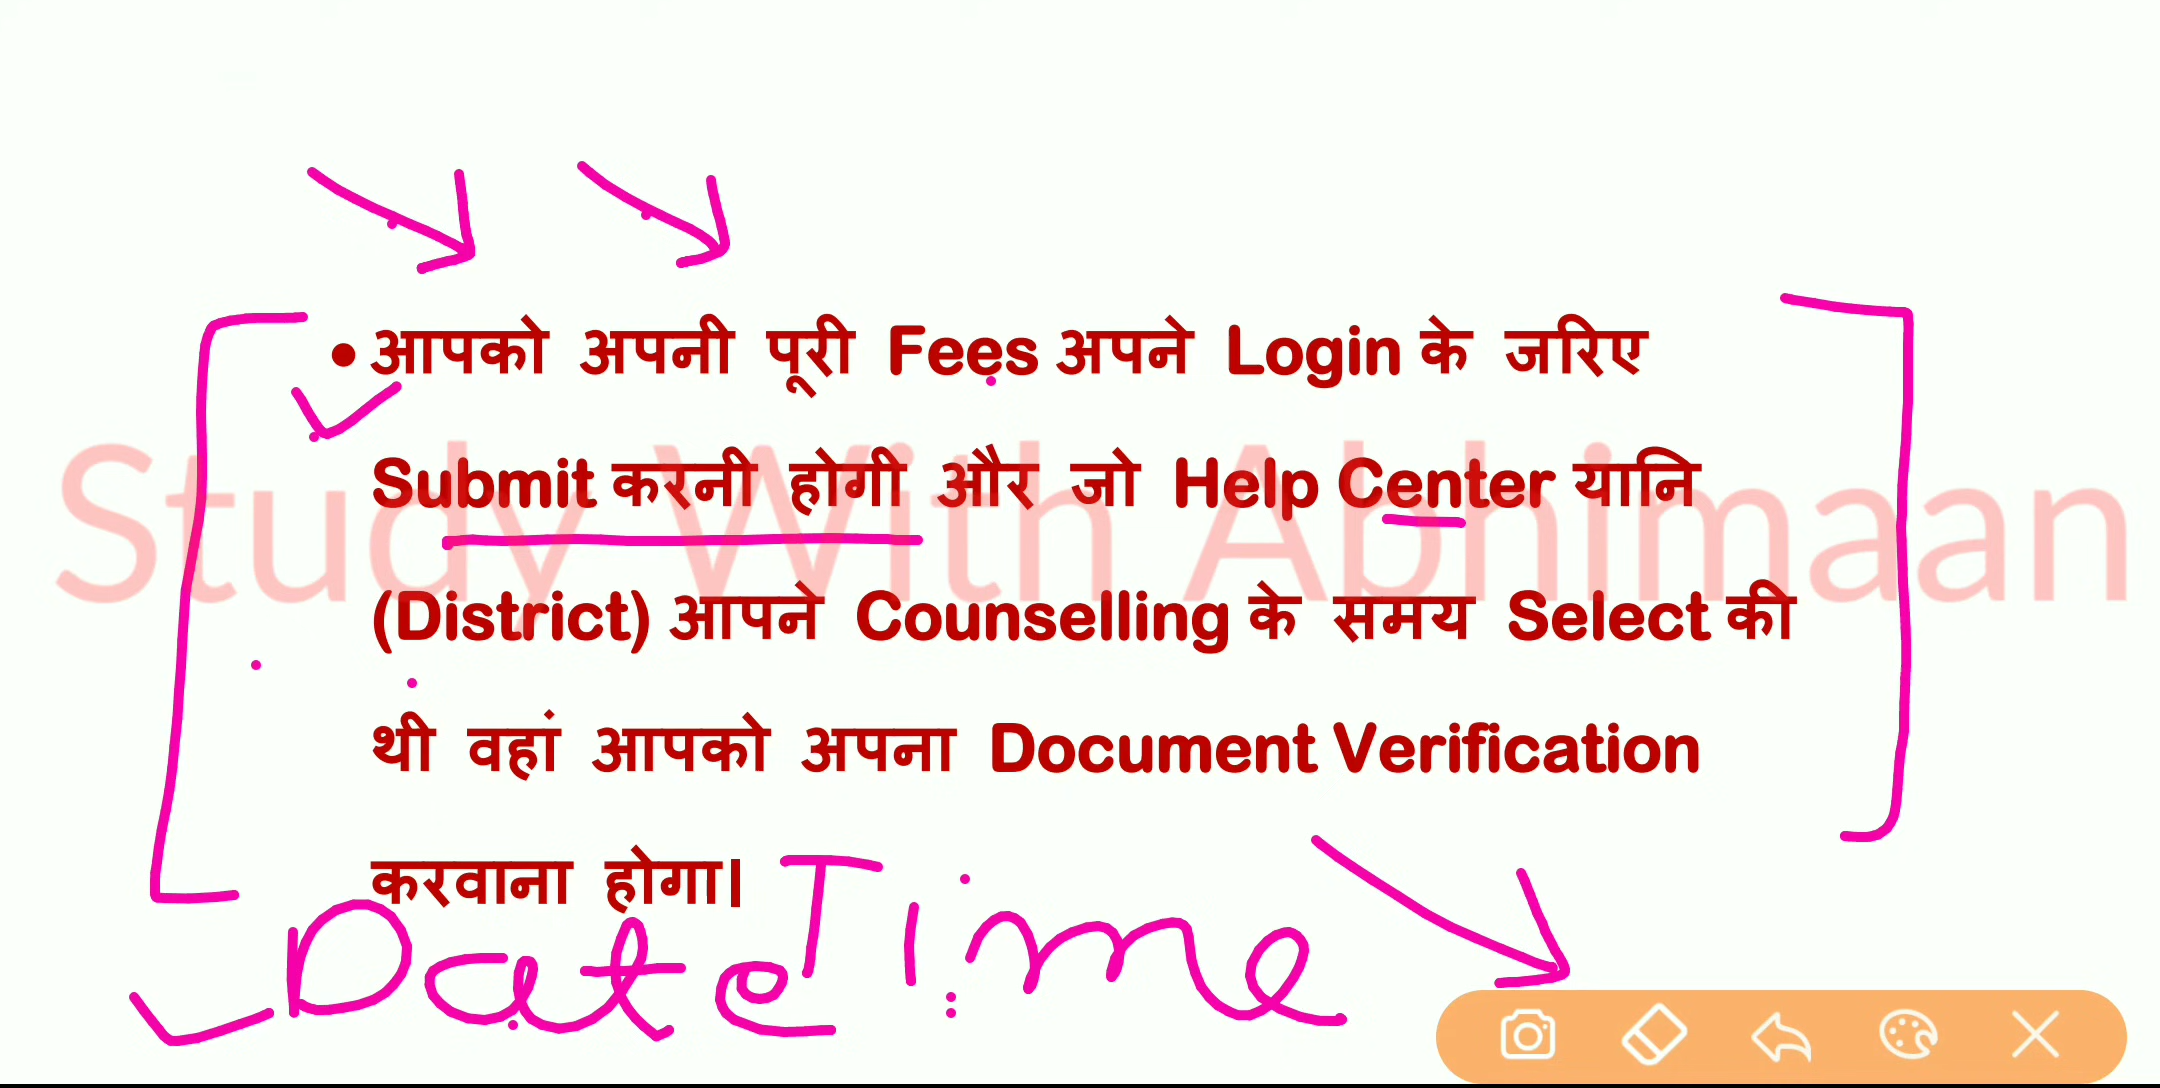 • आपको अपनी पूरी Fees अपने Login के जरिए
Submit करनी होगी और जो Help Center यानि
Study With Abhimaan
(District) आपने Counselling के समय Select की
थी वहां आपको अपना Document Verification
करवाना होगा।
Date Time